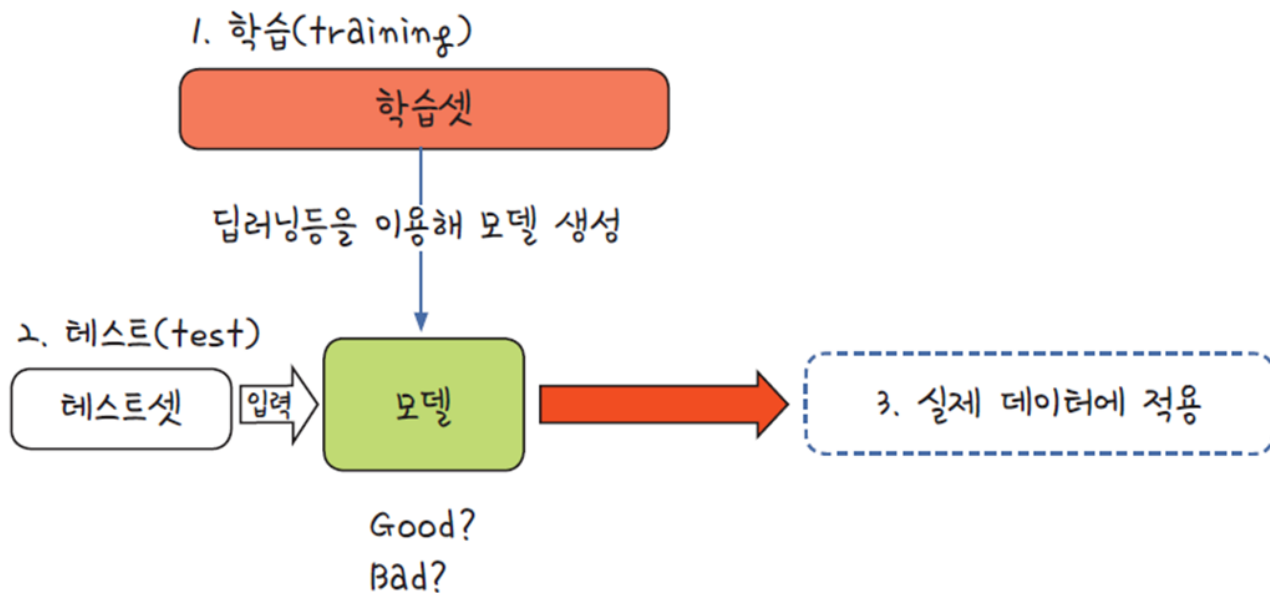 1. 학습(training)
학습셋
딥러닝등을 이용해 모델 생성
2. 테스트(test)
테스트셋
입력
모델
3. 실제 데이터에 적용
Good?
Bad?